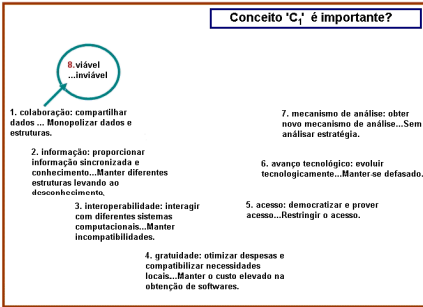 Conceito 'C₁' é importante?
8.viável
...inviável
1. colaboração: compartilhar
dados ... Monopolizar dados e
estruturas.
2. informação: proporcionar
informação sincronizada e
conhecimento...Manter diferentes
estruturas levando ao
desconhecimento.
3. interoperabilidade: interagir
com diferentes sistemas
computacionais...Manter
incompatibilidades.
4. gratuidade: otimizar despesas e
compatibilizar necessidades
locais...Manter o custo elevado na
obtenção de softwares.
5. acesso: democratizar e prover
acesso...Restringir o acesso.
6. avanço tecnológico: evoluir
tecnologicamente...Manter-se defasado.
7. mecanismo de análise: obter
novo mecanismo de análise...Sem
análisar estratégia.